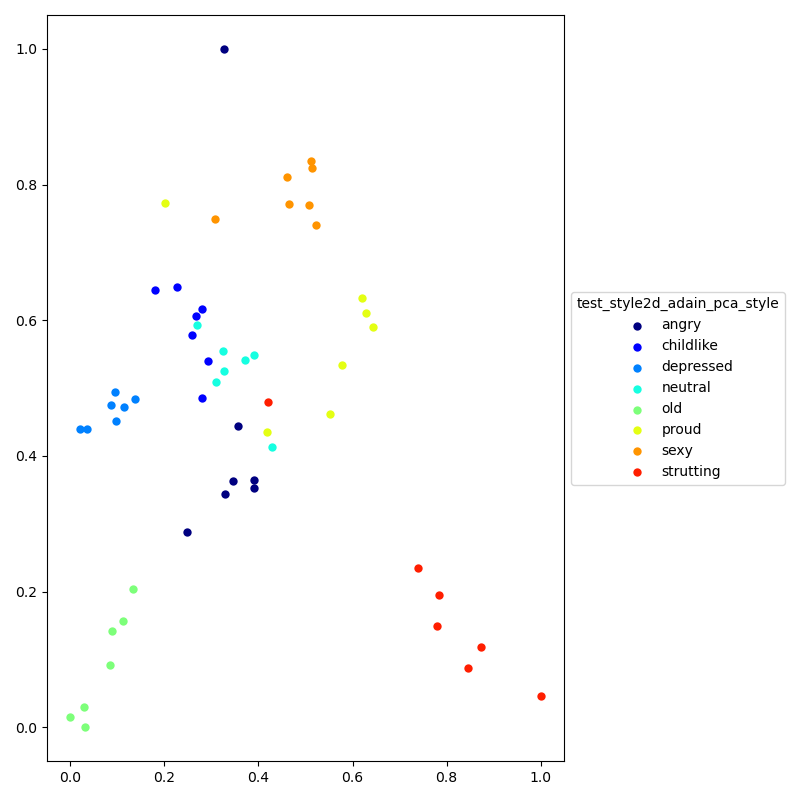 1.0
0.8
0.6
0.4
0.2
0.0
0.0 0.2 0.4 0.6 0.8 1.0
test_style2d_adain_pca_style
angry
childlike
depressed
neutral
old
proud
sexy
strutting